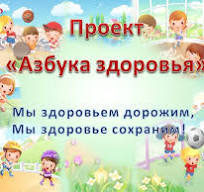 Проект
«Азбука здоровья»
Мы здоровьем дорожим,
Мы здоровье сохраним!